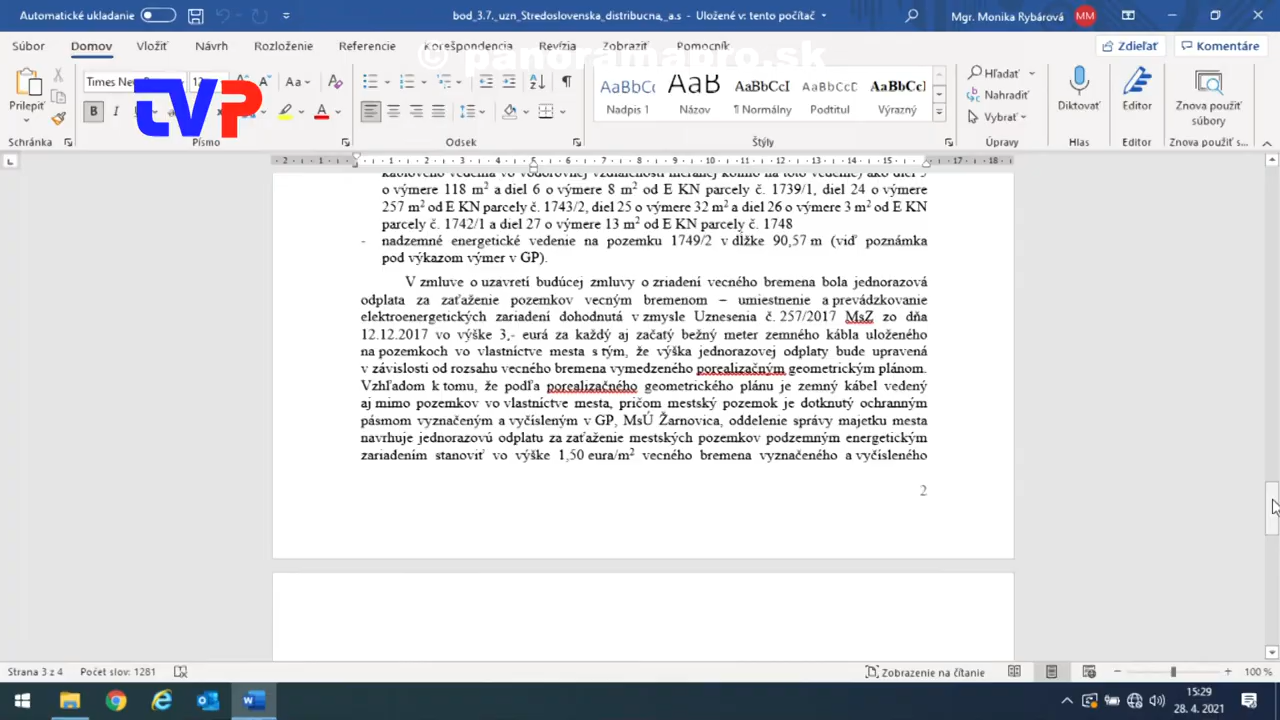 Automatické ukladanie
bod_3.7._uzn_Stredoslovenska_distribucna,_a.s - Uložené v: tento počítač
Mgr. Monika Rybárová MM
Súbor Domov Vložiť Návrh Rozloženie Referencie Korešpondencia Revízia Zobraziť Pomocník Zdieľať Komentáre
© panoramapro.sk
Times Ne 12
TVP
Prilepiť
Schránka Písmo Odsek Štýly Úpravy Hlas Editor Znova použiť s...
AaBbCc AaB AaBbCcI AaBbCcD AaBbCcl
Nadpis 1 Názov ¶ Normálny Podtitul Výrazný
Hľadať
Nahradiť
Vybrať
Diktovať
Editor
Znova použiť súbory
o výmere 118 m² a diel 6 o výmere 8 m² od E KN parcely č. 1739/1, diel 24 o výmere
257 m² od E KN parcely č. 1743/2, diel 25 o výmere 32 m² a diel 26 o výmere 3 m² od E KN
parcely č. 1742/1 a diel 27 o výmere 13 m² od E KN parcely č. 1748
- nadzemné energetické vedenie na pozemku 1749/2 v dĺžke 90,57 m (viď poznámka
pod výkazom výmer v GP).
V zmluve o uzavretí budúcej zmluvy o zriadení vecného bremena bola jednorazová
odplata za zaťaženie pozemkov vecným bremenom – umiestnenie a prevádzkovanie
elektroenergetických zariadení dohodnutá v zmysle Uznesenia č. 257/2017 MsZ zo dňa
12.12.2017 vo výške 3,- eurá za každý aj začatý bežný meter zemného kábla uloženého
na pozemkoch vo vlastníctve mesta s tým, že výška jednorazovej odplaty bude upravená
v závislosti od rozsahu vecného bremena vymedzeného porealizačným geometrickým plánom.
Vzhľadom k tomu, že podľa porealizačného geometrického plánu je zemný kábel vedený
aj mimo pozemkov vo vlastníctve mesta, pričom mestský pozemok je dotknutý ochranným
pásmom vyznačeným a vyčísleným v GP, MsÚ Žarnovica, oddelenie správy majetku mesta
navrhuje jednorazovú odplatu za zaťaženie mestských pozemkov podzemným energetickým
zariadením stanoviť vo výške 1,50 eura/m² vecného bremena vyznačeného a vyčísleného
2
Strana 3 z 4 Počet slov: 1281 Zobrazenie na čítanie 100 %
15:29
28. 4. 2021